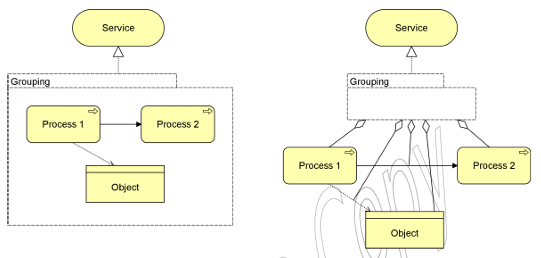 Service
Grouping
Process 1
Process 2
Object
Service
Grouping
Process 1
Process 2
Object